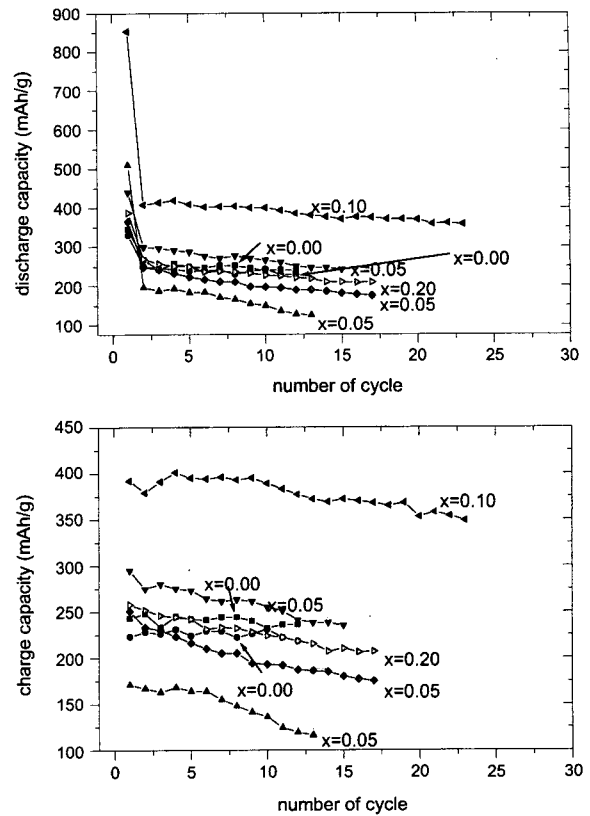 900
800
700
600
500
400
300
200
100
discharge capacity (mAh/g)
x=0.10
x=0.00
x=0.00
x=0.05
x=0.20
x=0.05
x=0.05
0 5 10 15 20 25 30
number of cycle
450
400
350
300
250
200
150
100
charge capacity (mAh/g)
x=0.10
x=0.00
x=0.05
x=0.20
x=0.00
x=0.05
x=0.05
0 5 10 15 20 25 30
number of cycle